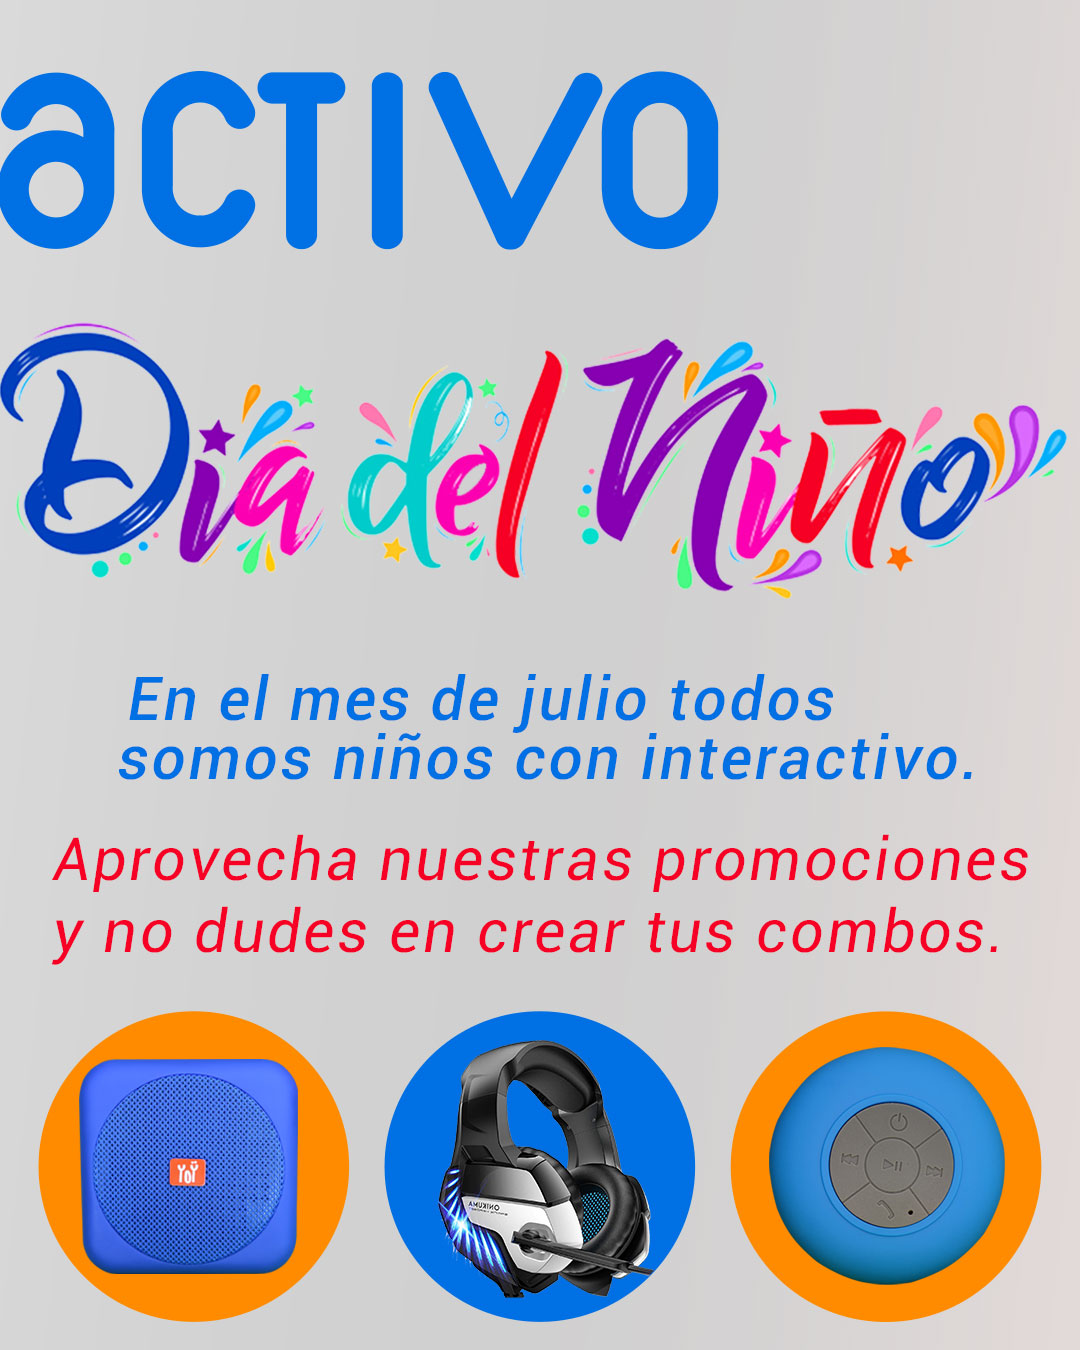 activo
Día del Niño
En el mes de julio todos
somos niños con interactivo.
Aprovecha nuestras promociones
y no dudes en crear tus combos.